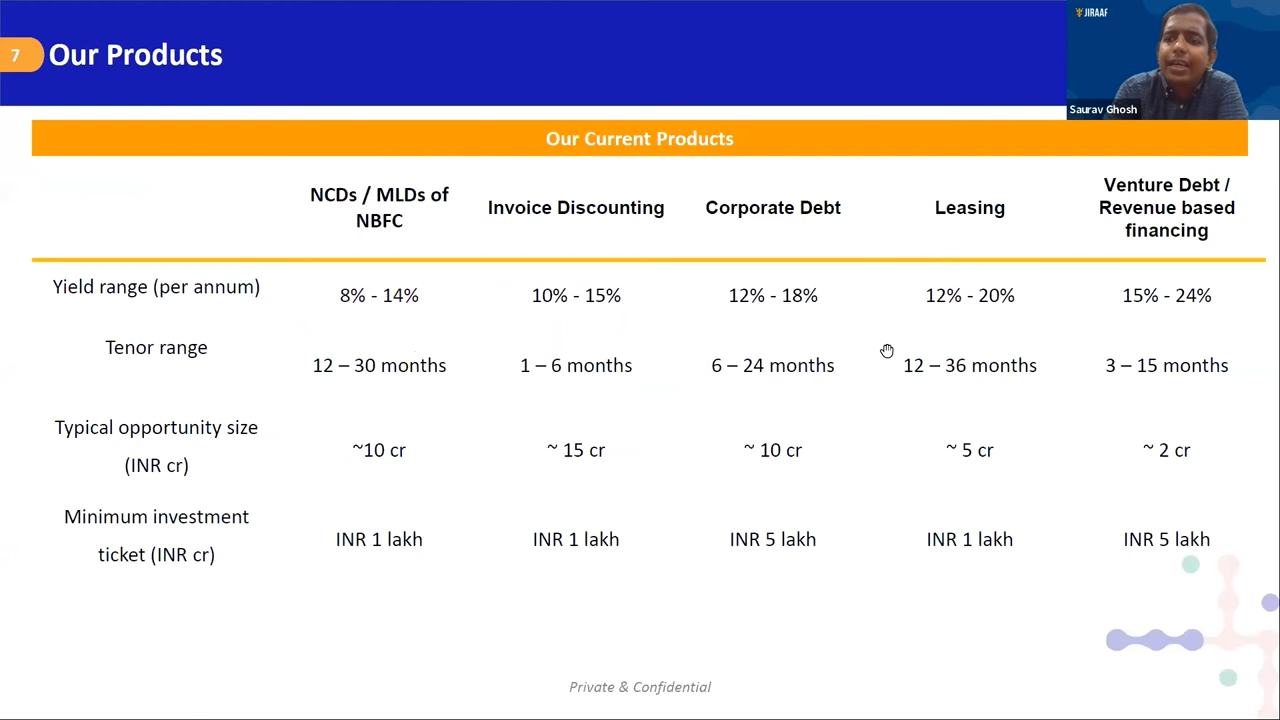 7
Our Products
JIRAAF
Saurav Ghosh
Our Current Products
NCDs / MLDs of
NBFC
Invoice Discounting
Corporate Debt
Leasing
Venture Debt /
Revenue based
financing
Yield range (per annum)
8% - 14%
10% - 15%
12% - 18%
12% - 20%
15% - 24%
Tenor range
12 – 30 months
1 – 6 months
6 – 24 months
12 – 36 months
3 – 15 months
Typical opportunity size
(INR cr)
~10 cr
~ 15 cr
~ 10 cr
~ 5 cr
~ 2 cr
Minimum investment
ticket (INR cr)
INR 1 lakh
INR 1 lakh
INR 5 lakh
INR 1 lakh
INR 5 lakh
Private & Confidential